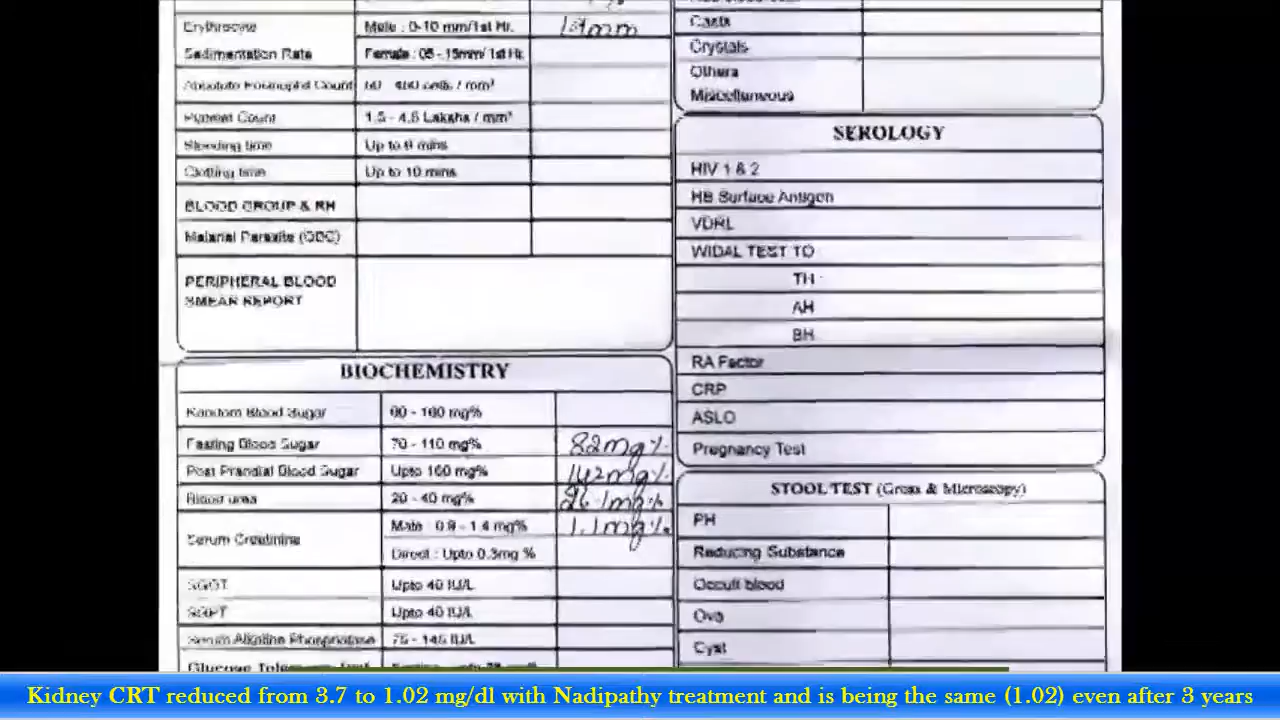 Erythrocyte Male : 0-10 mm/1st Hr.
Sedimentation Rate Female : 05 - 15mm/ 1st Hr.
Absolute Eosinophil Count cells / mm³
Platelet Count 1.5 - 4.5 Lakshs / mm³
Bleeding time Up to 6 mins
Clotting time Up to 10 mins
BLOOD GROUP & RH
Malarial Parasite
PERIPHERAL BLOOD
SMEAR REPORT
BIOCHEMISTRY
Random Blood Sugar mg%
Fasting Blood Sugar 70 - 110 mg% 82mg%
Post Prandial Blood Sugar Upto 160 mg% 142mg%
Blood urea 20 - 40 mg% 26.1mg%
Serum Creatinine Male : 0.9 - 1.4 mg% 1.1mg%
Direct : Upto 0.3mg %
SGOT Upto 40 IU/L
SGPT Upto 40 IU/L
Serum Alkaline Phosphatase 75 - 145 IU/L
Casts
Crystals
Others
Miscellaneous
SEROLOGY
HIV 1 & 2
HB Surface Antigen
VDRL
WIDAL TEST TO
TH
AH
BH
RA Factor
CRP
ASLO
Pregnancy Test
STOOL TEST (Gross & Microscopy)
PH
Reducing Substance
Occult blood
Ova
Cyst
Kidney CRT reduced from 3.7 to 1.02 mg/dl with Nadipathy treatment and is being the same (1.02) even after 3 years